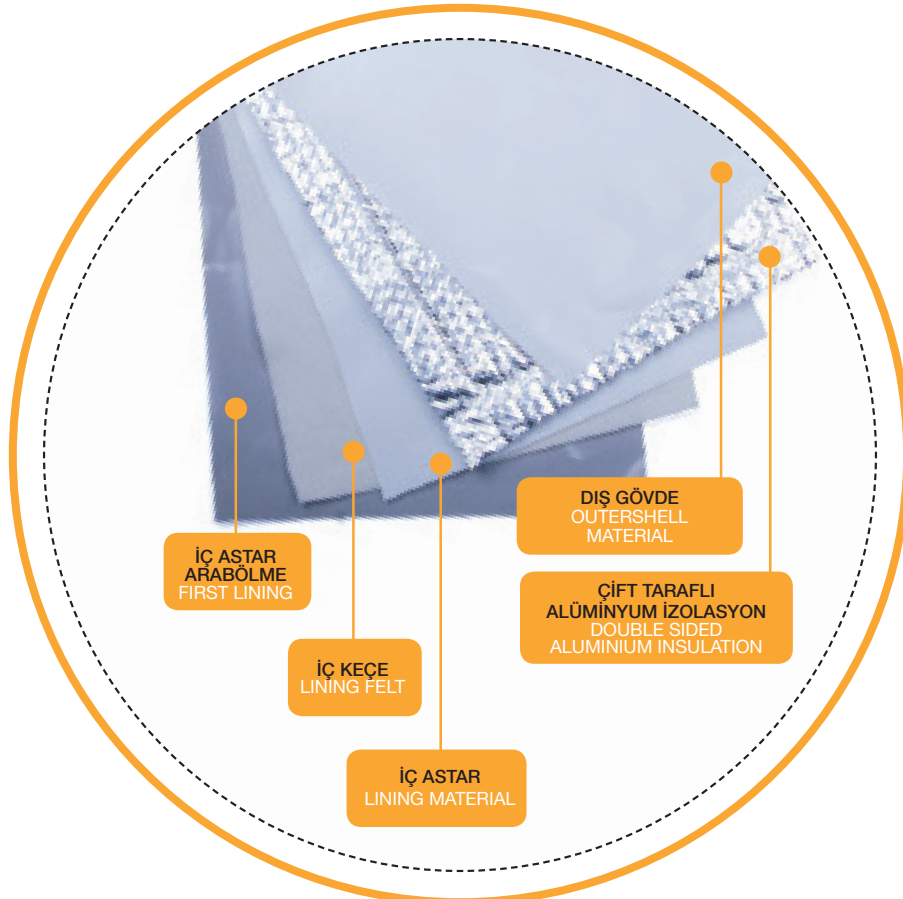 DIŞ GÖVDE
OUTERSHELL
MATERIAL
İÇ ASTAR
ARABÖLME
FIRST LINING
ÇİFT TARAFLI
ALÜMİNYUM İZOLASYON
DOUBLE SIDED
ALUMINIUM INSULATION
İÇ KEÇE
LINING FELT
İÇ ASTAR
LINING MATERIAL